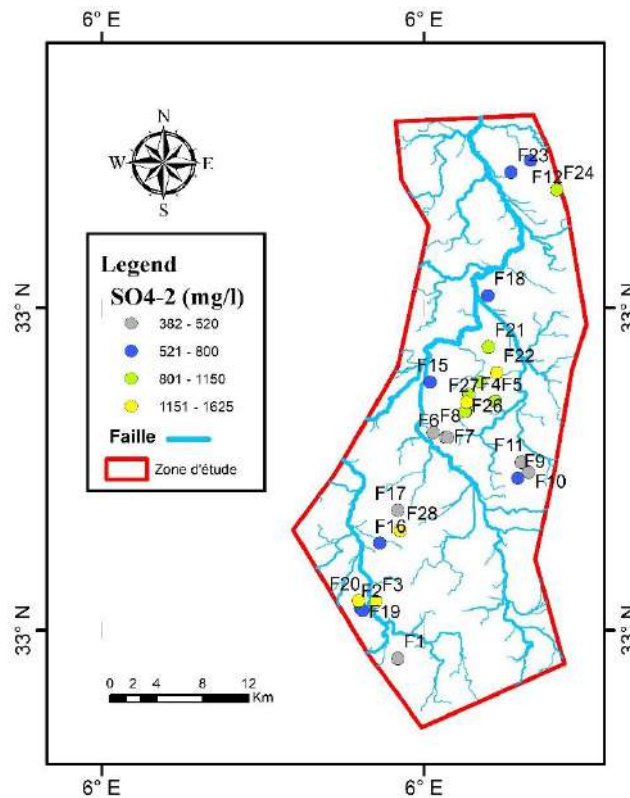 6° E
6° E
N
W
E
S
33° N
33° N
Legend
SO4-2 (mg/l)
382 - 520
521 - 800
801 - 1150
1151 - 1625
Faille
Zone d'étude
F23
F12
F24
F18
F21
F22
F15
F27
F4
F5
F8
F26
F6
F7
F11
F9
F10
F17
F28
F16
F20
F2
F3
F19
F1
0 2 4 8 12
Km
33° N
33° N
6° E
6° E